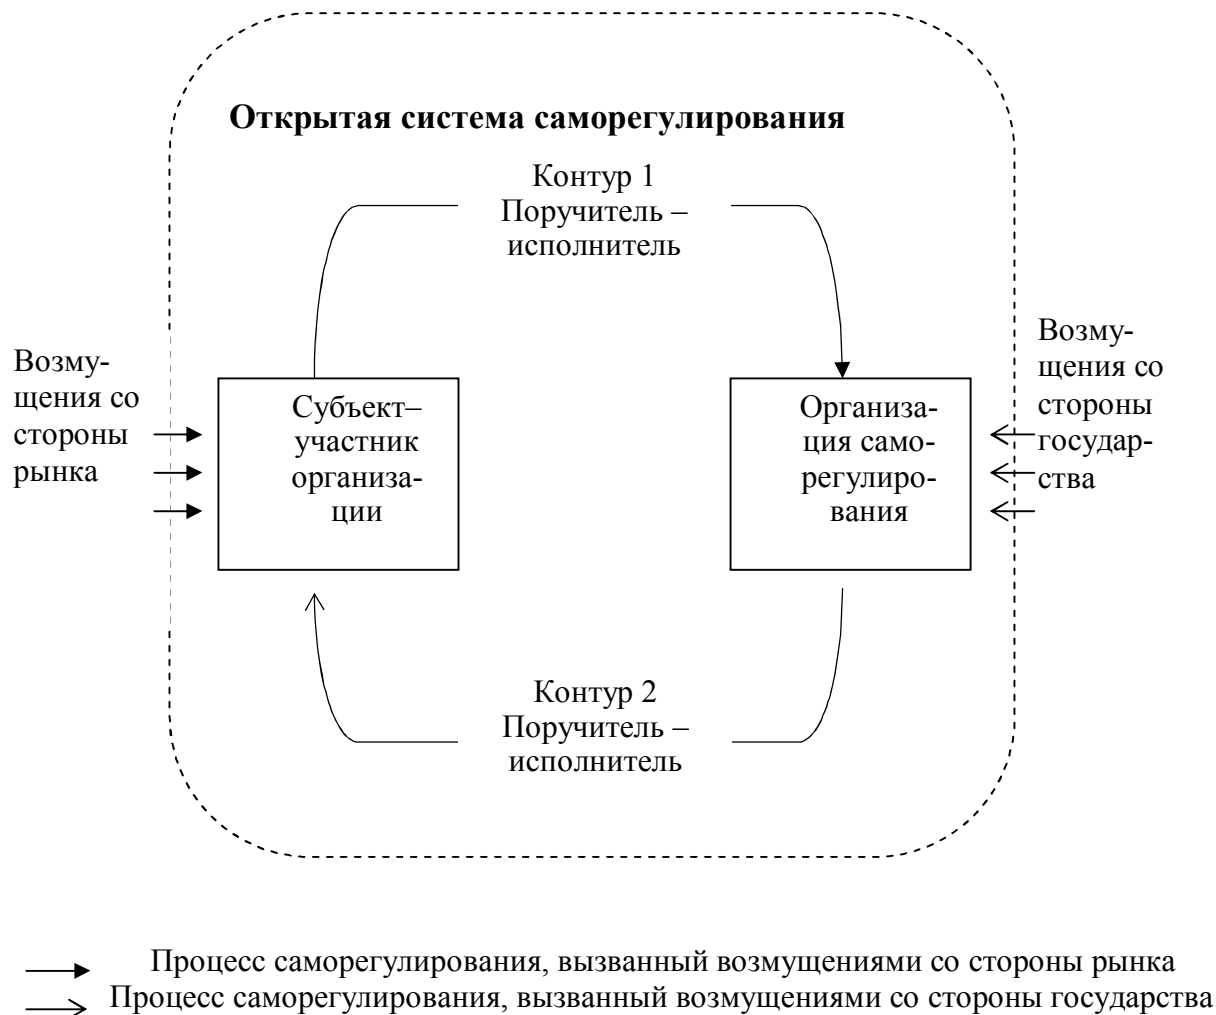 Открытая система саморегулирования
Контур 1
Поручитель –
исполнитель
Возму-
щения со
стороны
рынка
Субъект–
участник
организа-
ции
Организа-
ция само-
регулиро-
вания
Возму-
щения со
стороны
государ-
ства
Контур 2
Поручитель –
исполнитель
Процесс саморегулирования, вызванный возмущениями со стороны рынка
Процесс саморегулирования, вызванный возмущениями со стороны государства